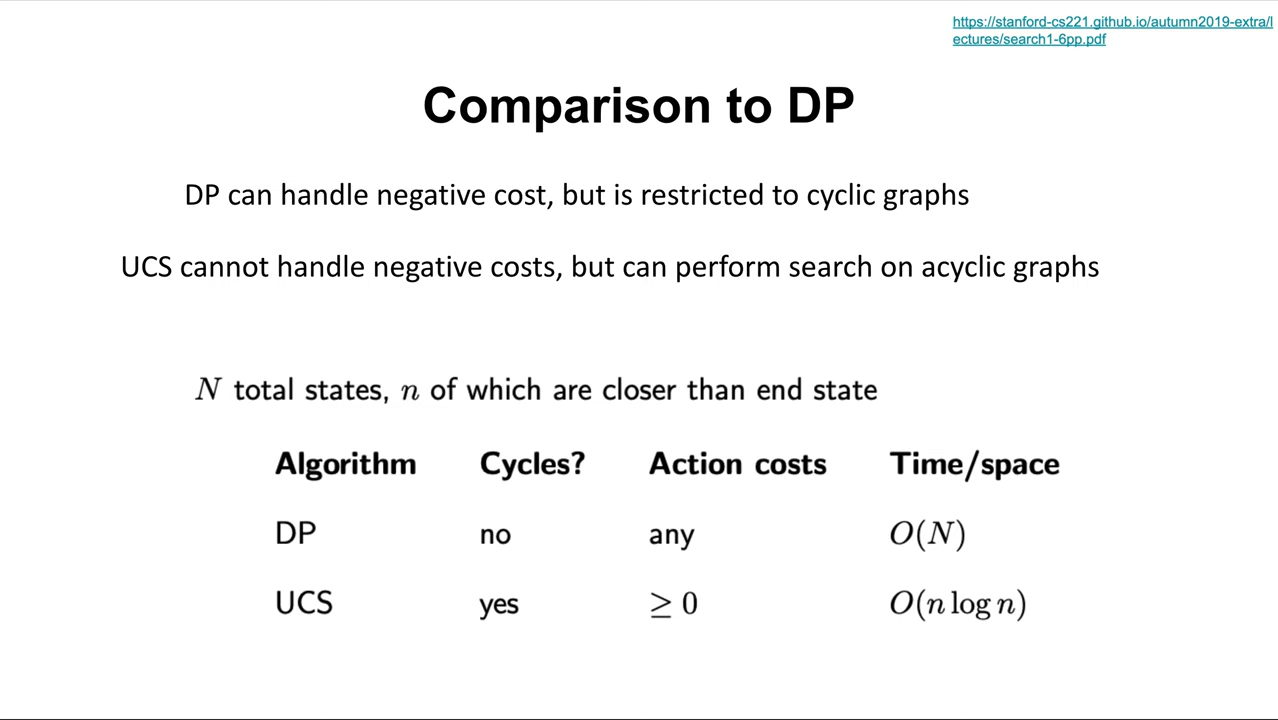 https://stanford-cs221.github.io/autumn2019-extra/l
ectures/search1-6pp.pdf
Comparison to DP
DP can handle negative cost, but is restricted to cyclic graphs
UCS cannot handle negative costs, but can perform search on acyclic graphs
N total states, n of which are closer than end state
Algorithm Cycles? Action costs Time/space
DP no any O(N)
UCS yes ≥ 0 O(n log n)